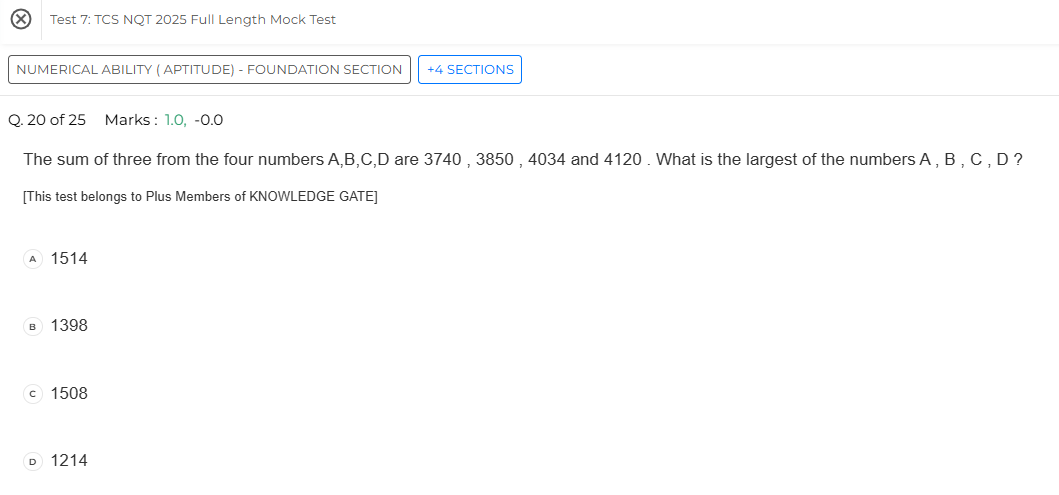 Test 7: TCS NQT 2025 Full Length Mock Test
NUMERICAL ABILITY ( APTITUDE) - FOUNDATION SECTION +4 SECTIONS
Q. 20 of 25 Marks : 1.0, -0.0
The sum of three from the four numbers A,B,C,D are 3740 , 3850 , 4034 and 4120 . What is the largest of the numbers A , B , C , D ?
[This test belongs to Plus Members of KNOWLEDGE GATE]
A 1514
B 1398
C 1508
D 1214